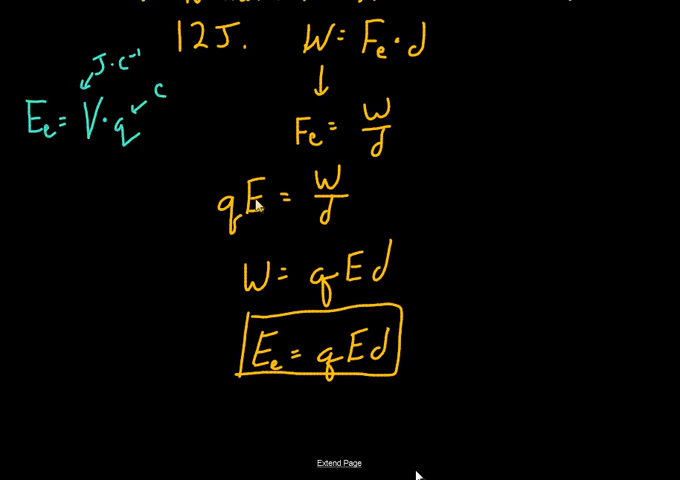 12J. W = Fe · d
J·c⁻¹
Ee = V · q
c
Fe = W/d
qE = W/d
W = qEd
Ee = qEd
Extend Page